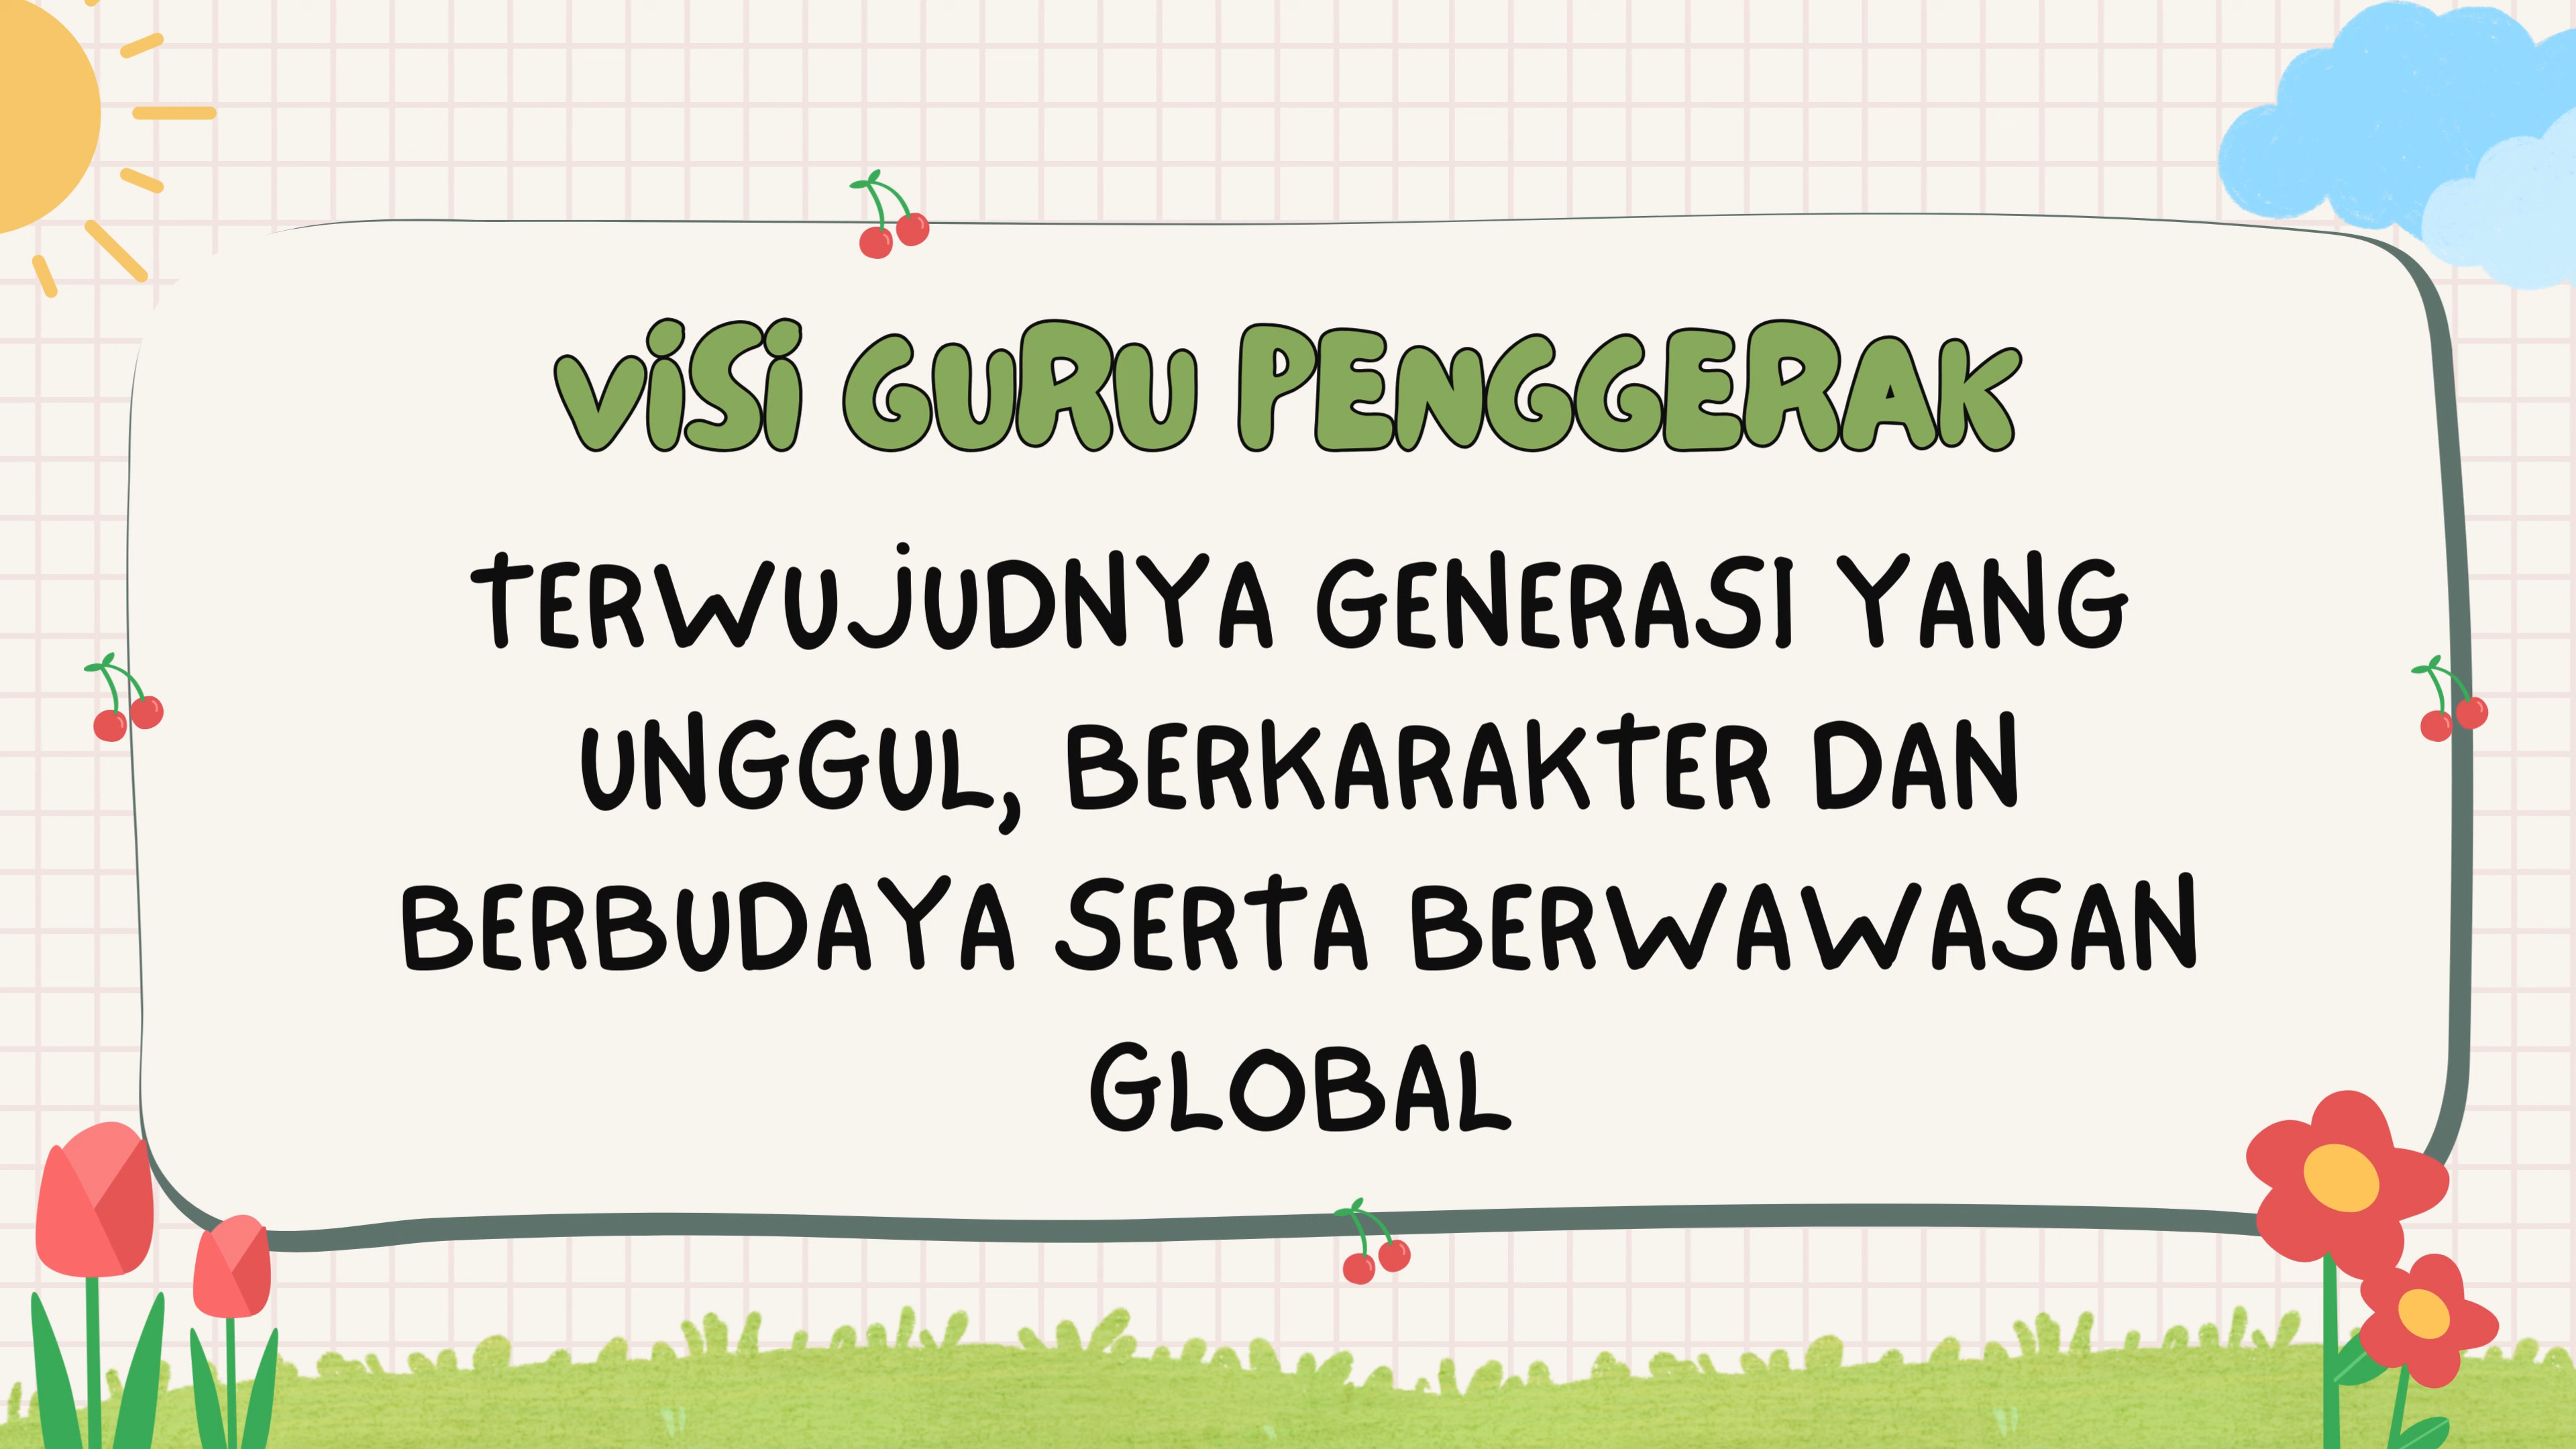 VISI GURU PENGGERAK
TERWUJUDNYA GENERASI YANG
UNGGUL, BERKARAKTER DAN
BERBUDAYA SERTA BERWAWASAN
GLOBAL